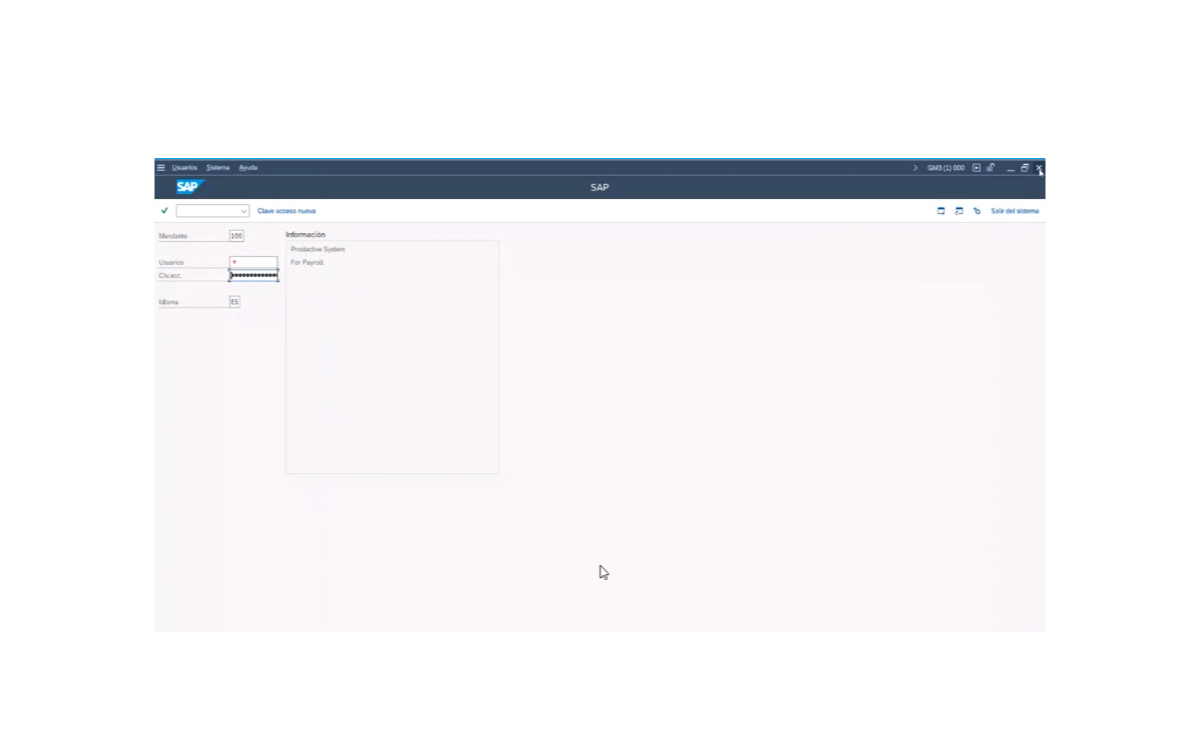 Usuarios Sistema Ayuda GM3 (1) 000
SAP SAP
Clave acceso nueva Salir del sistema
Mandante 100 Información
Productive System
Usuarios * For Payroll
Clv.acc. ************
Idioma ES